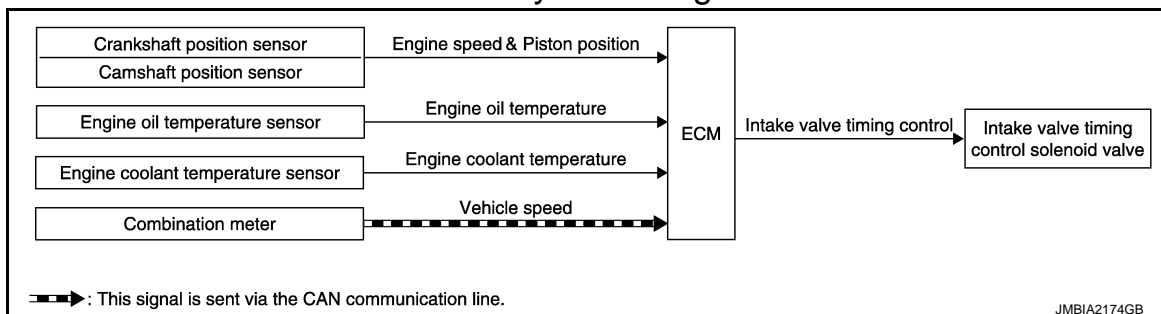 Crankshaft position sensor
Camshaft position sensor
Engine speed & Piston position
Engine oil temperature sensor
Engine oil temperature
Engine coolant temperature sensor
Engine coolant temperature
Combination meter
Vehicle speed
ECM
Intake valve timing control
Intake valve timing
control solenoid valve
: This signal is sent via the CAN communication line.
JMBIA2174GB